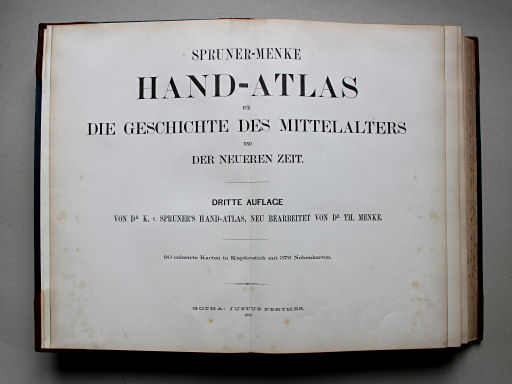 SPRUNER-MENKE
HAND-ATLAS
FÜR
DIE GESCHICHTE DES MITTELALTERS
UND
DER NEUEREN ZEIT.
DRITTE AUFLAGE
VON DR. K. v. SPRUNER'S HAND-ATLAS, NEU BEARBEITET VON DR. TH. MENKE.
90 colorirte Karten in Kupferstich mit 376 Nebenkarten.
GOTHA: JUSTUS PERTHES.